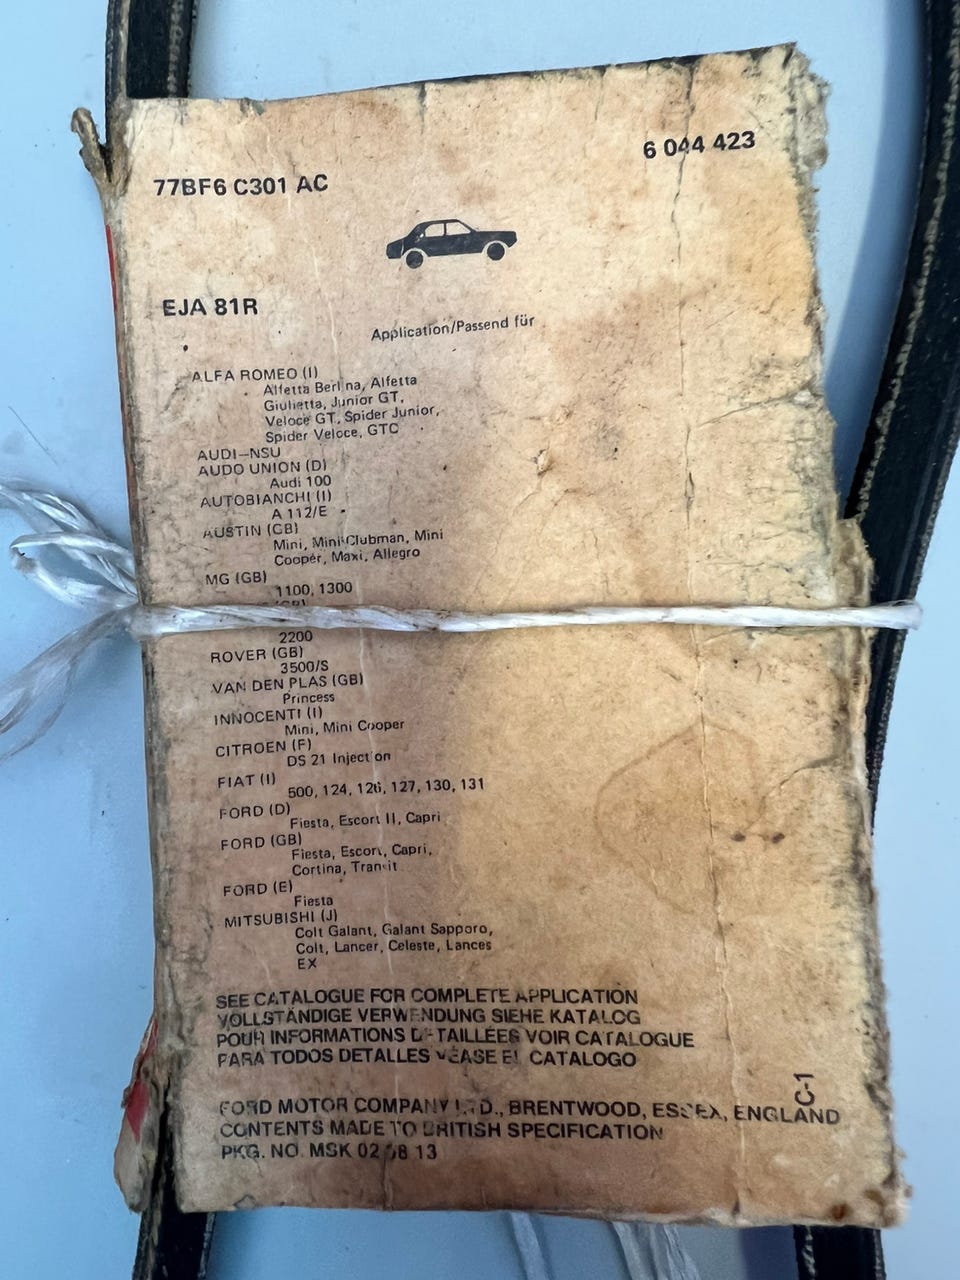 6 044 423
77BF6 C301 AC
EJA 81R
Application/Passend für
ALFA ROMEO (I)
Alfetta Berlina, Alfetta
Giulietta, Junior GT,
Veloce GT, Spider Junior,
Spider Veloce, GTC
AUDI-NSU
AUDO UNION (D)
Audi 100
AUTOBIANCHI (I)
A 112/E
AUSTIN (GB)
Mini, Mini Clubman, Mini
Cooper, Maxi, Allegro
MG (GB)
1100, 1300
(GB)
2200
ROVER (GB)
3500/S
VAN DEN PLAS (GB)
Princess
INNOCENTI (I)
Mini, Mini Cooper
CITROEN (F)
DS 21 Injection
FIAT (I)
500, 124, 126, 127, 130, 131
FORD (D)
Fiesta, Escort II, Capri
FORD (GB)
Fiesta, Escort, Capri,
Cortina, Transit
FORD (E)
Fiesta
MITSUBISHI (J)
Colt Galant, Galant Sapporo,
Colt, Lancer, Celeste, Lances
EX
SEE CATALOGUE FOR COMPLETE APPLICATION
VOLLSTÄNDIGE VERWENDUNG SIEHE KATALOG
POUR INFORMATIONS DETAILLÉES VOIR CATALOGUE
PARA TODOS DETALLES VEASE EL CATALOGO
C-1
FORD MOTOR COMPANY LTD., BRENTWOOD, ESSEX, ENGLAND
CONTENTS MADE TO BRITISH SPECIFICATION
PKG. NO. MSK 02 13